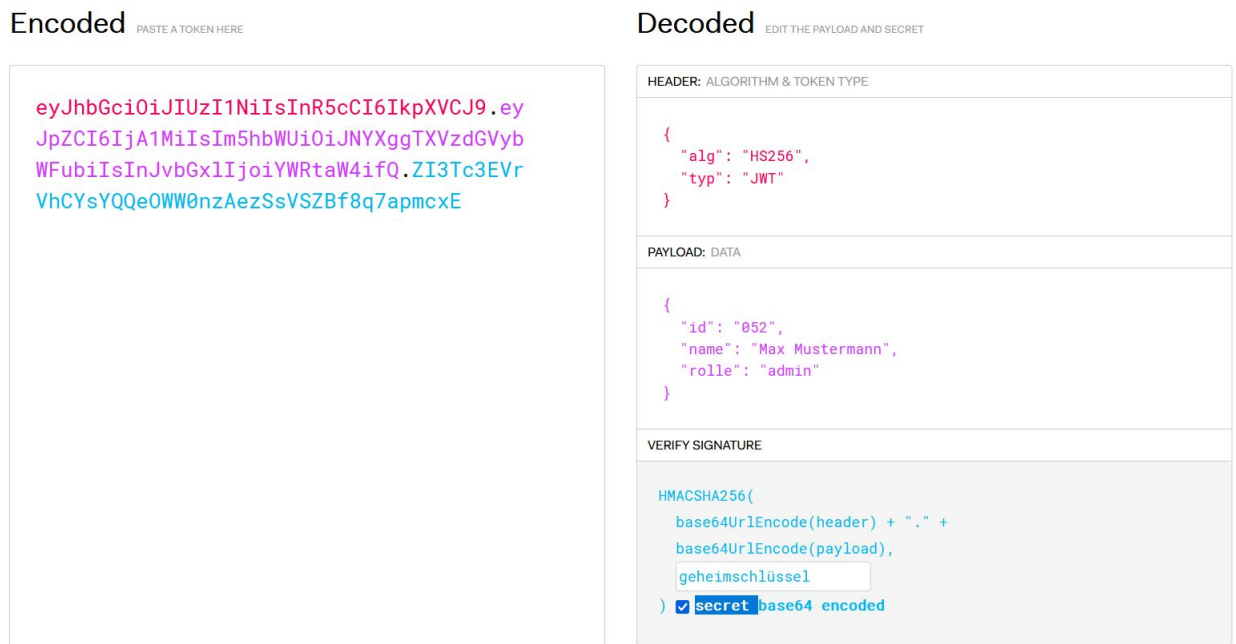 Encoded PASTE A TOKEN HERE
eyJhbGciOiJIUzI1NiIsInR5cCI6IkpXVCJ9.ey
JpZCI6IjA1MiIsIm5hbWUiOiJNYXggTXVzdGVyb
WFubiIsInJvbGxlIjoiYWRtaW4ifQ.ZI3Tc3EVr
VhCYsYQQeOWW0nzAezSsVSZBf8q7apmcxE
Decoded EDIT THE PAYLOAD AND SECRET
HEADER: ALGORITHM & TOKEN TYPE
{
"alg": "HS256",
"typ": "JWT"
}
PAYLOAD: DATA
{
"id": "052",
"name": "Max Mustermann",
"rolle": "admin"
}
VERIFY SIGNATURE
HMACSHA256(
base64UrlEncode(header) + "." +
base64UrlEncode(payload),
geheimschlüssel
) secret base64 encoded